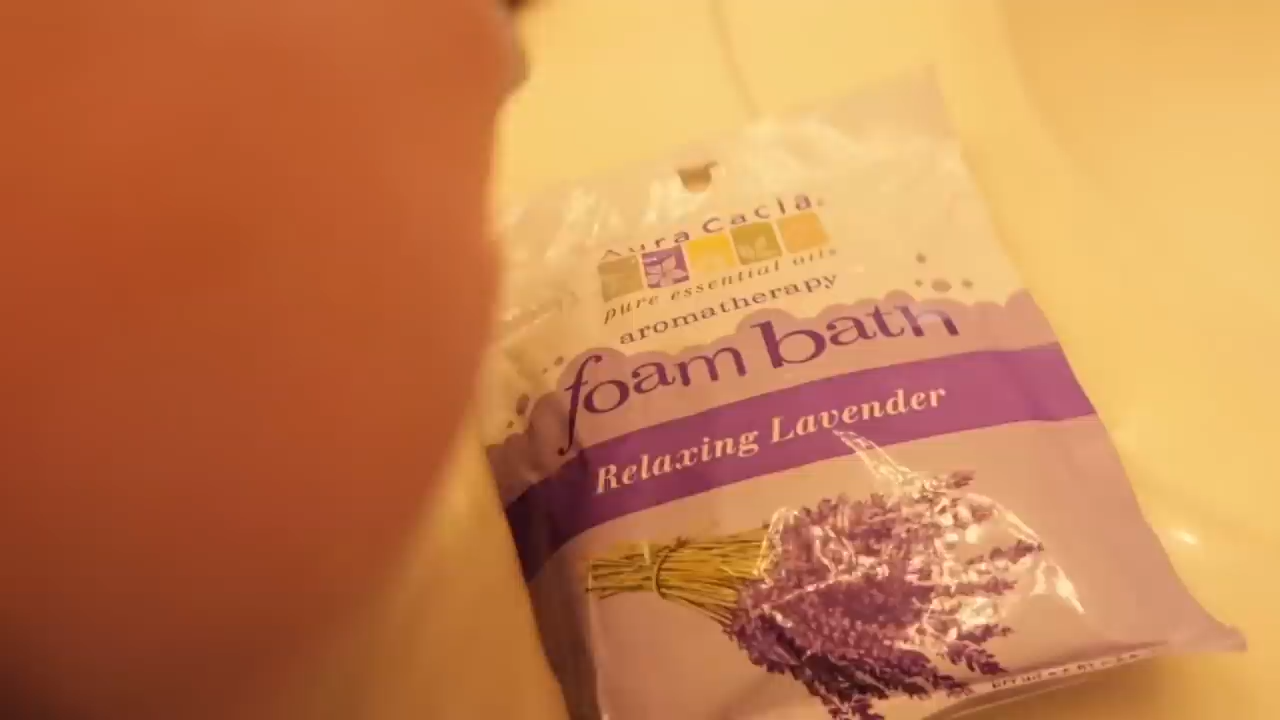 Aura Cacia
pure essential oils
aromatherapy
foam bath
Relaxing Lavender